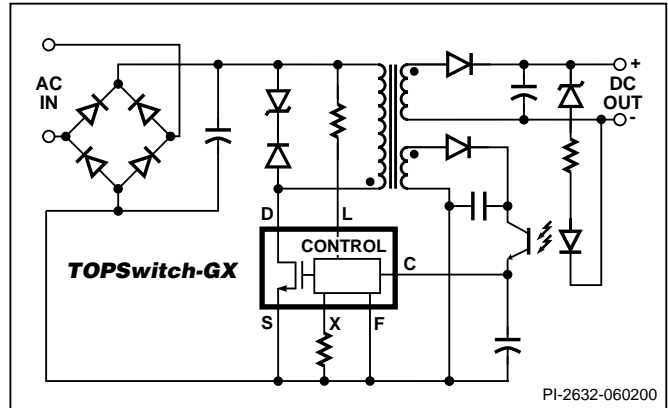 AC
IN
+
DC
OUT
-
D
L
CONTROL
C
TOPSwitch-GX
S
X
F
PI-2632-060200